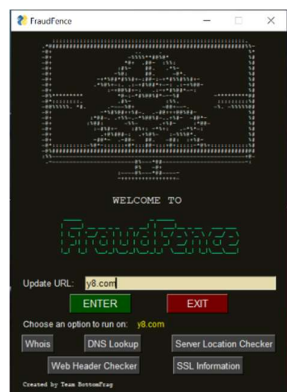 FraudFence
WELCOME TO
FraudFence
Update URL: y8.com
ENTER EXIT
Choose an option to run on: y8.com
Whois DNS Lookup Server Location Checker
Web Header Checker SSL Information
Created by Team BottomFrag